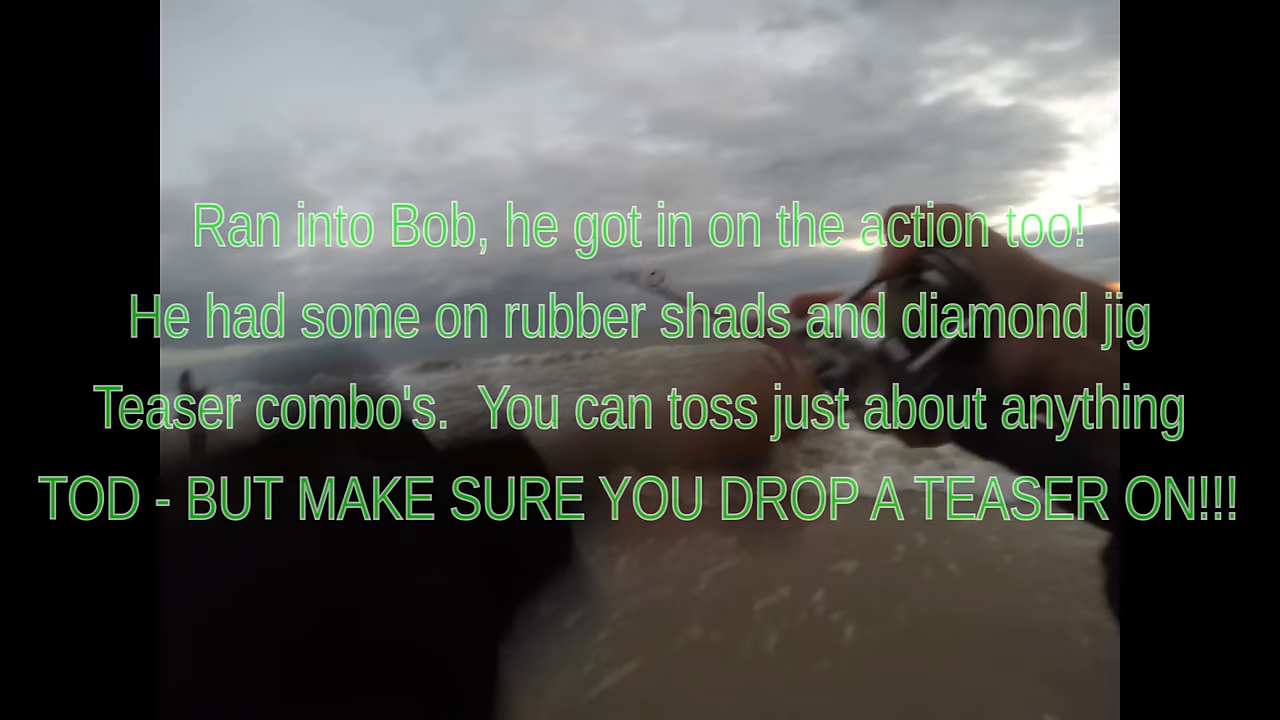 Ran into Bob, he got in on the action too!
He had some on rubber shads and diamond jig
Teaser combo's.  You can toss just about anything
TOD - BUT MAKE SURE YOU DROP A TEASER ON!!!